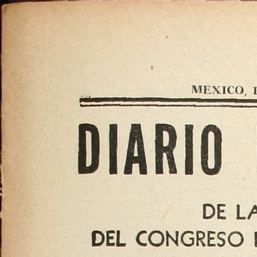 MEXICO,
DIARIO
DE LA
DEL CONGRESO